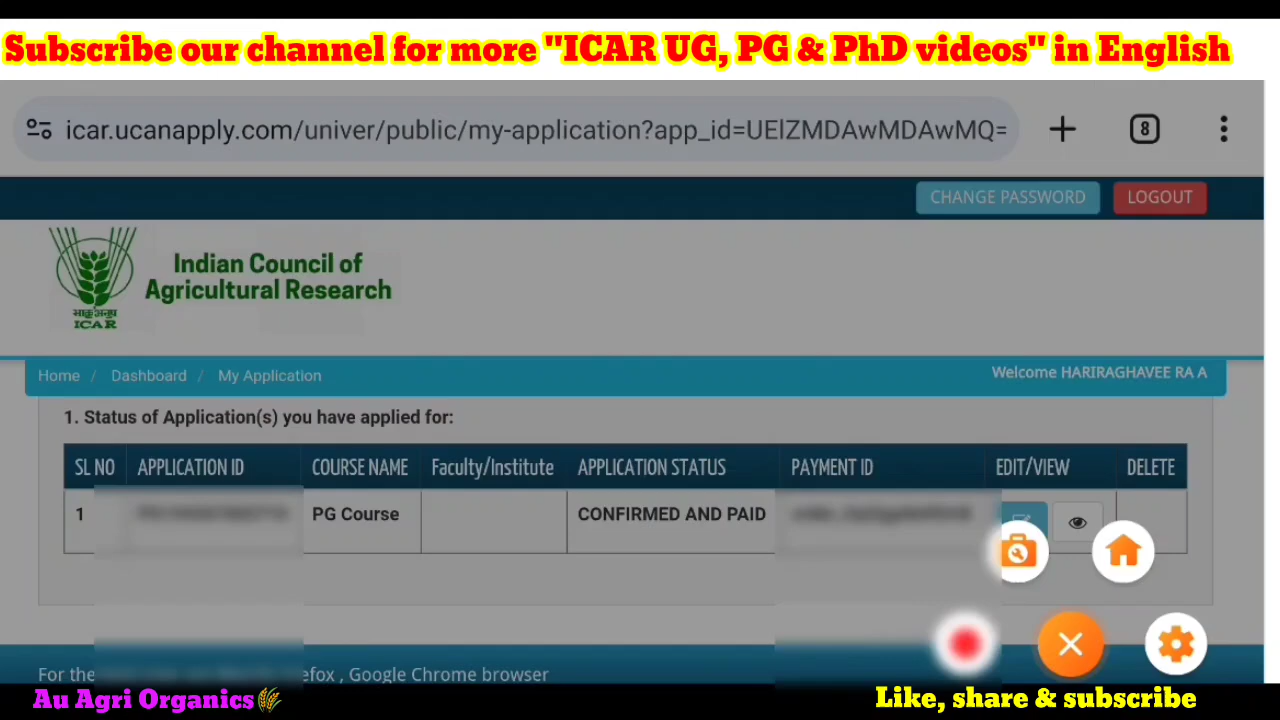 Subscribe our channel for more "ICAR UG, PG & PhD videos" in English
icar.ucanapply.com/univer/public/my-application?app_id=UElZMDAwMDAwMQ=
8
CHANGE PASSWORD LOGOUT
Indian Council of
Agricultural Research
ICAR
Home / Dashboard / My Application
Welcome HARIRAGHAVEE RA A
1. Status of Application(s) you have applied for:
SL NO APPLICATION ID COURSE NAME Faculty/Institute APPLICATION STATUS PAYMENT ID EDIT/VIEW DELETE
1 PG Course CONFIRMED AND PAID
For the efox , Google Chrome browser
Au Agri Organics
Like, share & subscribe